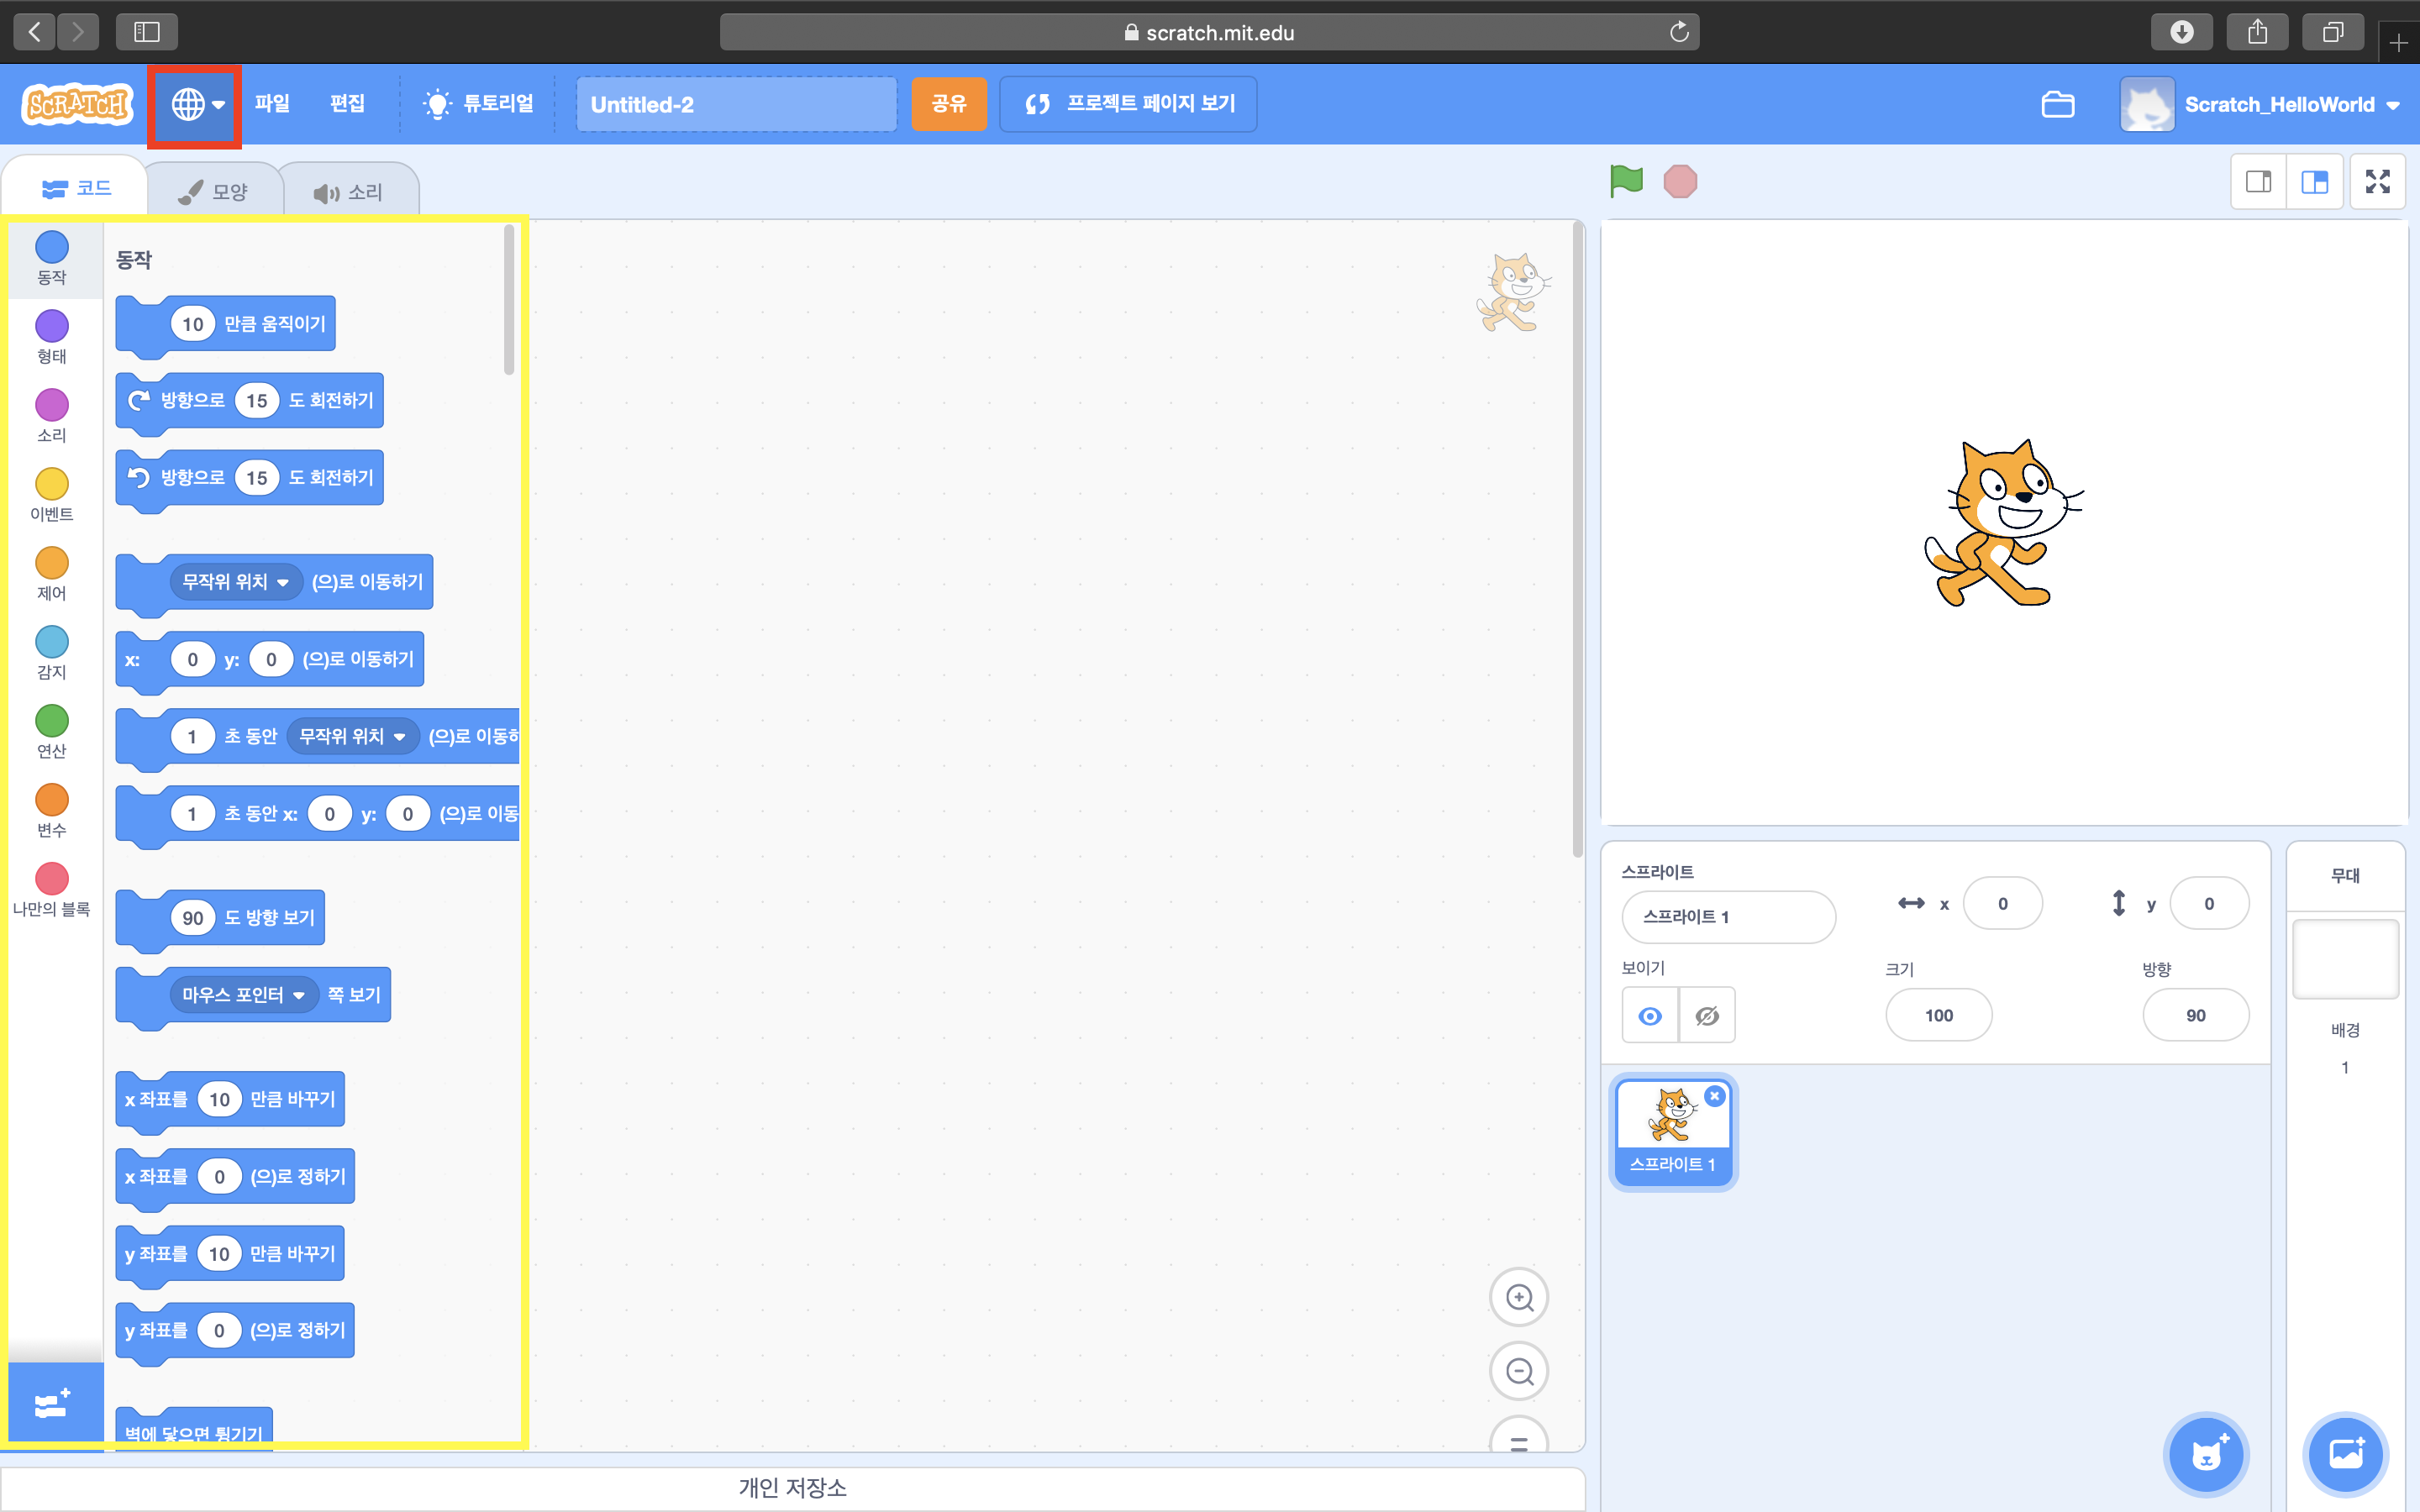 scratch.mit.edu
SCRATCH
파일
편집
튜토리얼
Untitled-2
공유
프로젝트 페이지 보기
Scratch_HelloWorld
코드
모양
소리
동작
형태
소리
이벤트
제어
감지
연산
변수
나만의 블록
동작
10 만큼 움직이기
방향으로 15 도 회전하기
방향으로 15 도 회전하기
무작위 위치 (으)로 이동하기
x: 0 y: 0 (으)로 이동하기
1 초 동안 무작위 위치 (으)로 이동하
1 초 동안 x: 0 y: 0 (으)로 이동
90 도 방향 보기
마우스 포인터 쪽 보기
x 좌표를 10 만큼 바꾸기
x 좌표를 0 (으)로 정하기
y 좌표를 10 만큼 바꾸기
y 좌표를 0 (으)로 정하기
벽에 닿으면 튕기기
개인 저장소
스프라이트
스프라이트 1
x 0
y 0
보이기
크기
100
방향
90
스프라이트 1
무대
배경
1